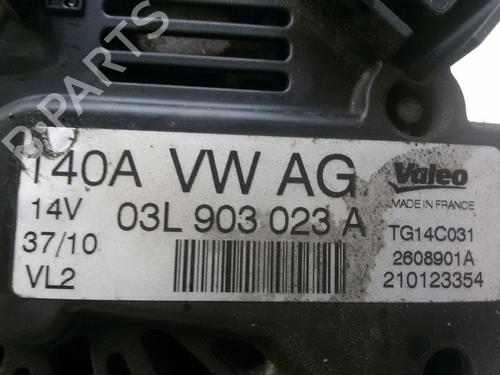 B-PARTS
140A VW AG
Valeo
MADE IN FRANCE
14V
03L 903 023 A
TG14C031
37/10
2608901A
VL2
210123354